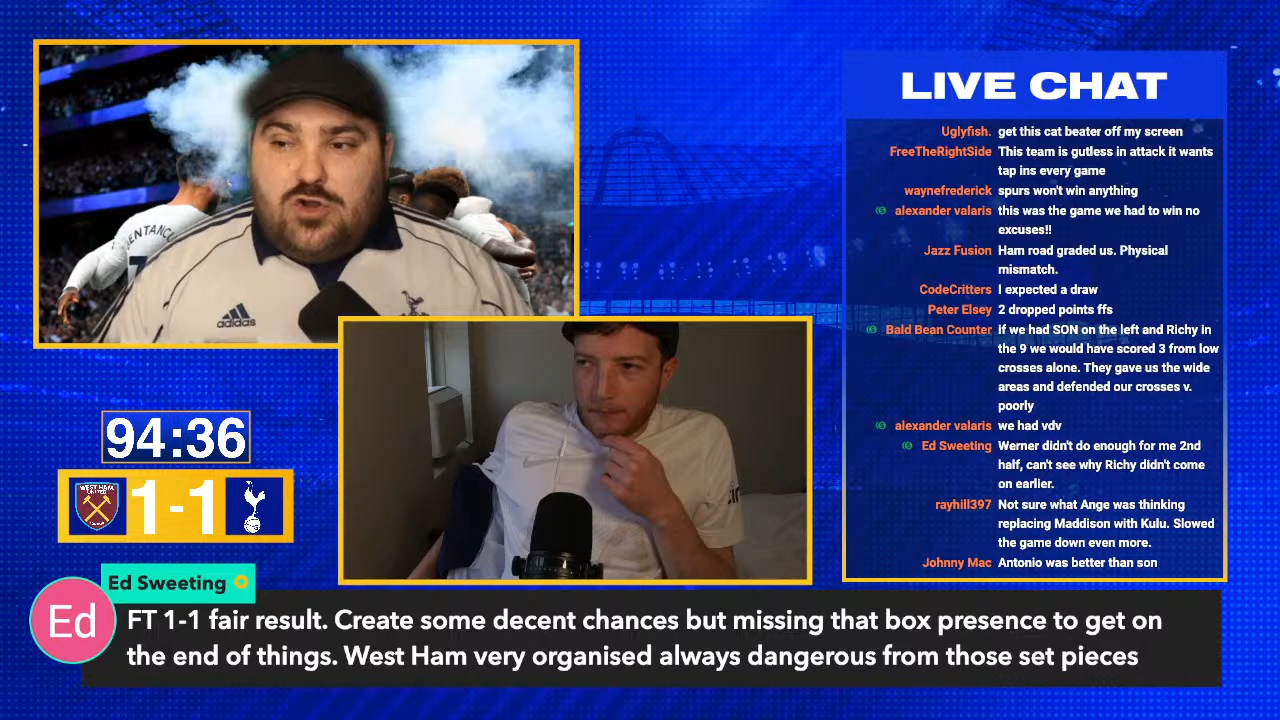 LIVE CHAT
Uglyfish. get this cat beater off my screen
FreeTheRightSide This team is gutless in attack it wants
tap ins every game
waynefrederick spurs won't win anything
alexander valaris this was the game we had to win no
excuses!!
Jazz Fusion Ham road graded us. Physical
mismatch.
CodeCritters I expected a draw
Peter Elsey 2 dropped points ffs
Bald Bean Counter if we had SON on the left and Richy in
the 9 we would have scored 3 from low
crosses alone. They gave us the wide
areas and defended our crosses v.
poorly
alexander valaris we had vdv
Ed Sweeting Werner didn't do enough for me 2nd
half, can't see why Richy didn't come
on earlier.
rayhill397 Not sure what Ange was thinking
replacing Maddison with Kulu. Slowed
the game down even more.
Johnny Mac Antonio was better than son
adidas
94:36
WEST HAM
UNITED
1-1
Ed Sweeting
Ed
FT 1-1 fair result. Create some decent chances but missing that box presence to get on
the end of things. West Ham very organised always dangerous from those set pieces